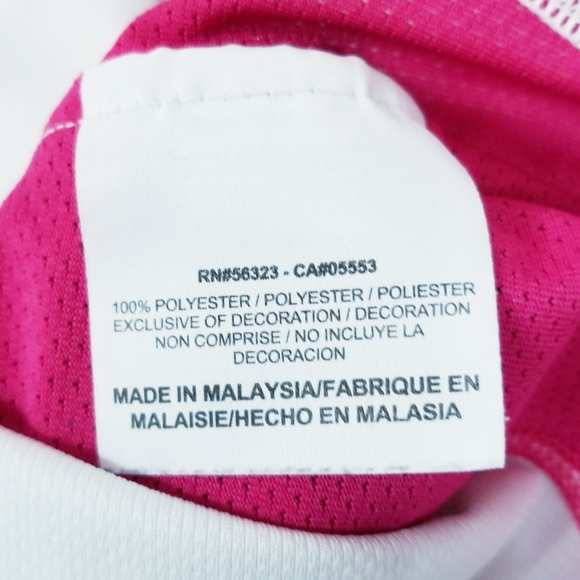 RN#56323 - CA#05553
100% POLYESTER / POLYESTER / POLIESTER
EXCLUSIVE OF DECORATION / DECORATION
NON COMPRISE / NO INCLUYE LA
DECORACION
MADE IN MALAYSIA/FABRIQUE EN
MALAISIE/HECHO EN MALASIA